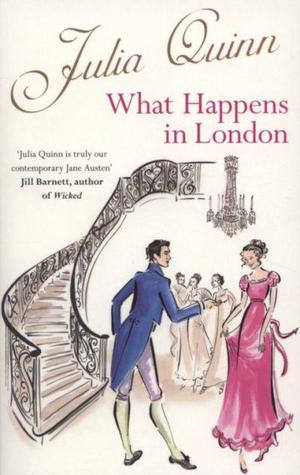 Julia Quinn
What Happens
in London
‘Julia Quinn is truly our
contemporary Jane Austen’
Jill Barnett, author
of Wicked